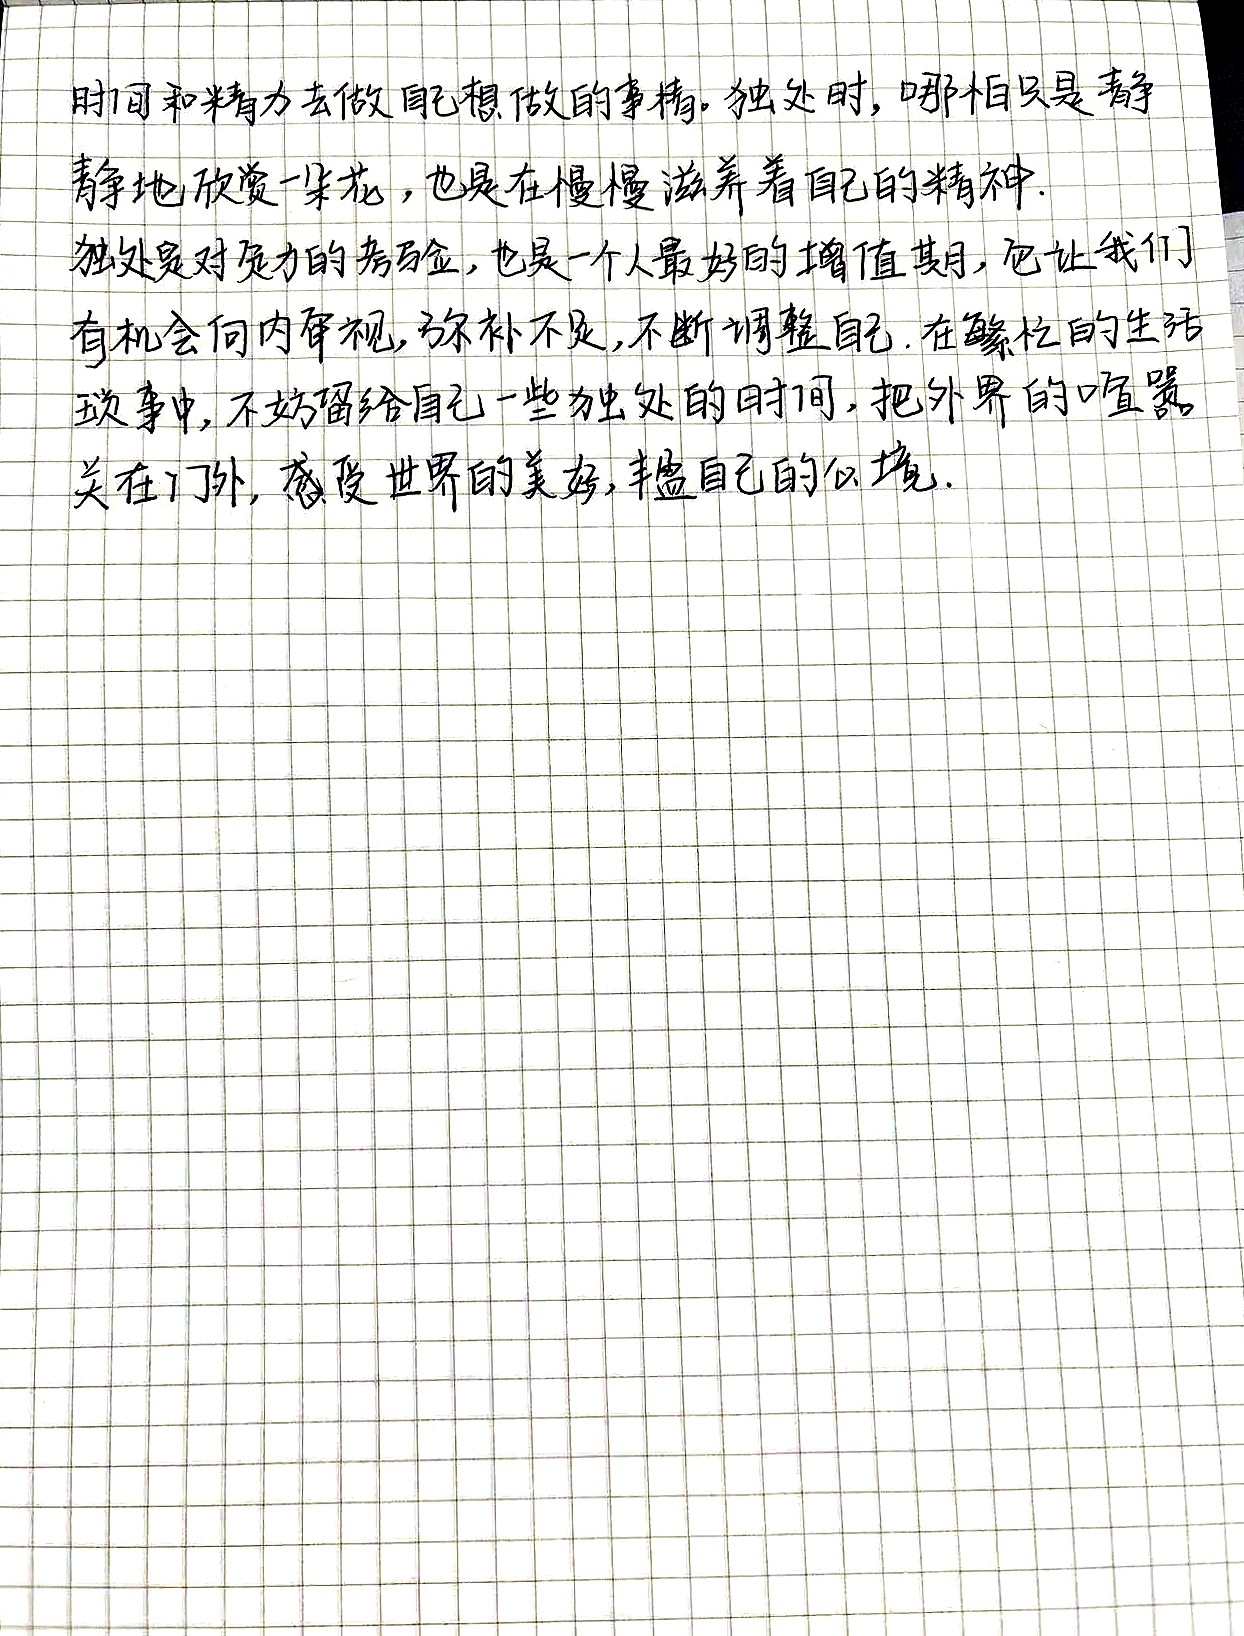 时间和精力去做自己想做的事情。独处时，哪怕只是静
静地欣赏一朵花，也是在慢慢滋养着自己的精神.
独处是对定力的考验，也是一个人最好的增值期，它让我们
有机会向内审视，弥补不足，不断调整自己.在繁忙的生活
琐事中，不妨留给自己一些独处的时间，把外界的喧嚣
关在门外，感受世界的美好，丰盈自己的心境.